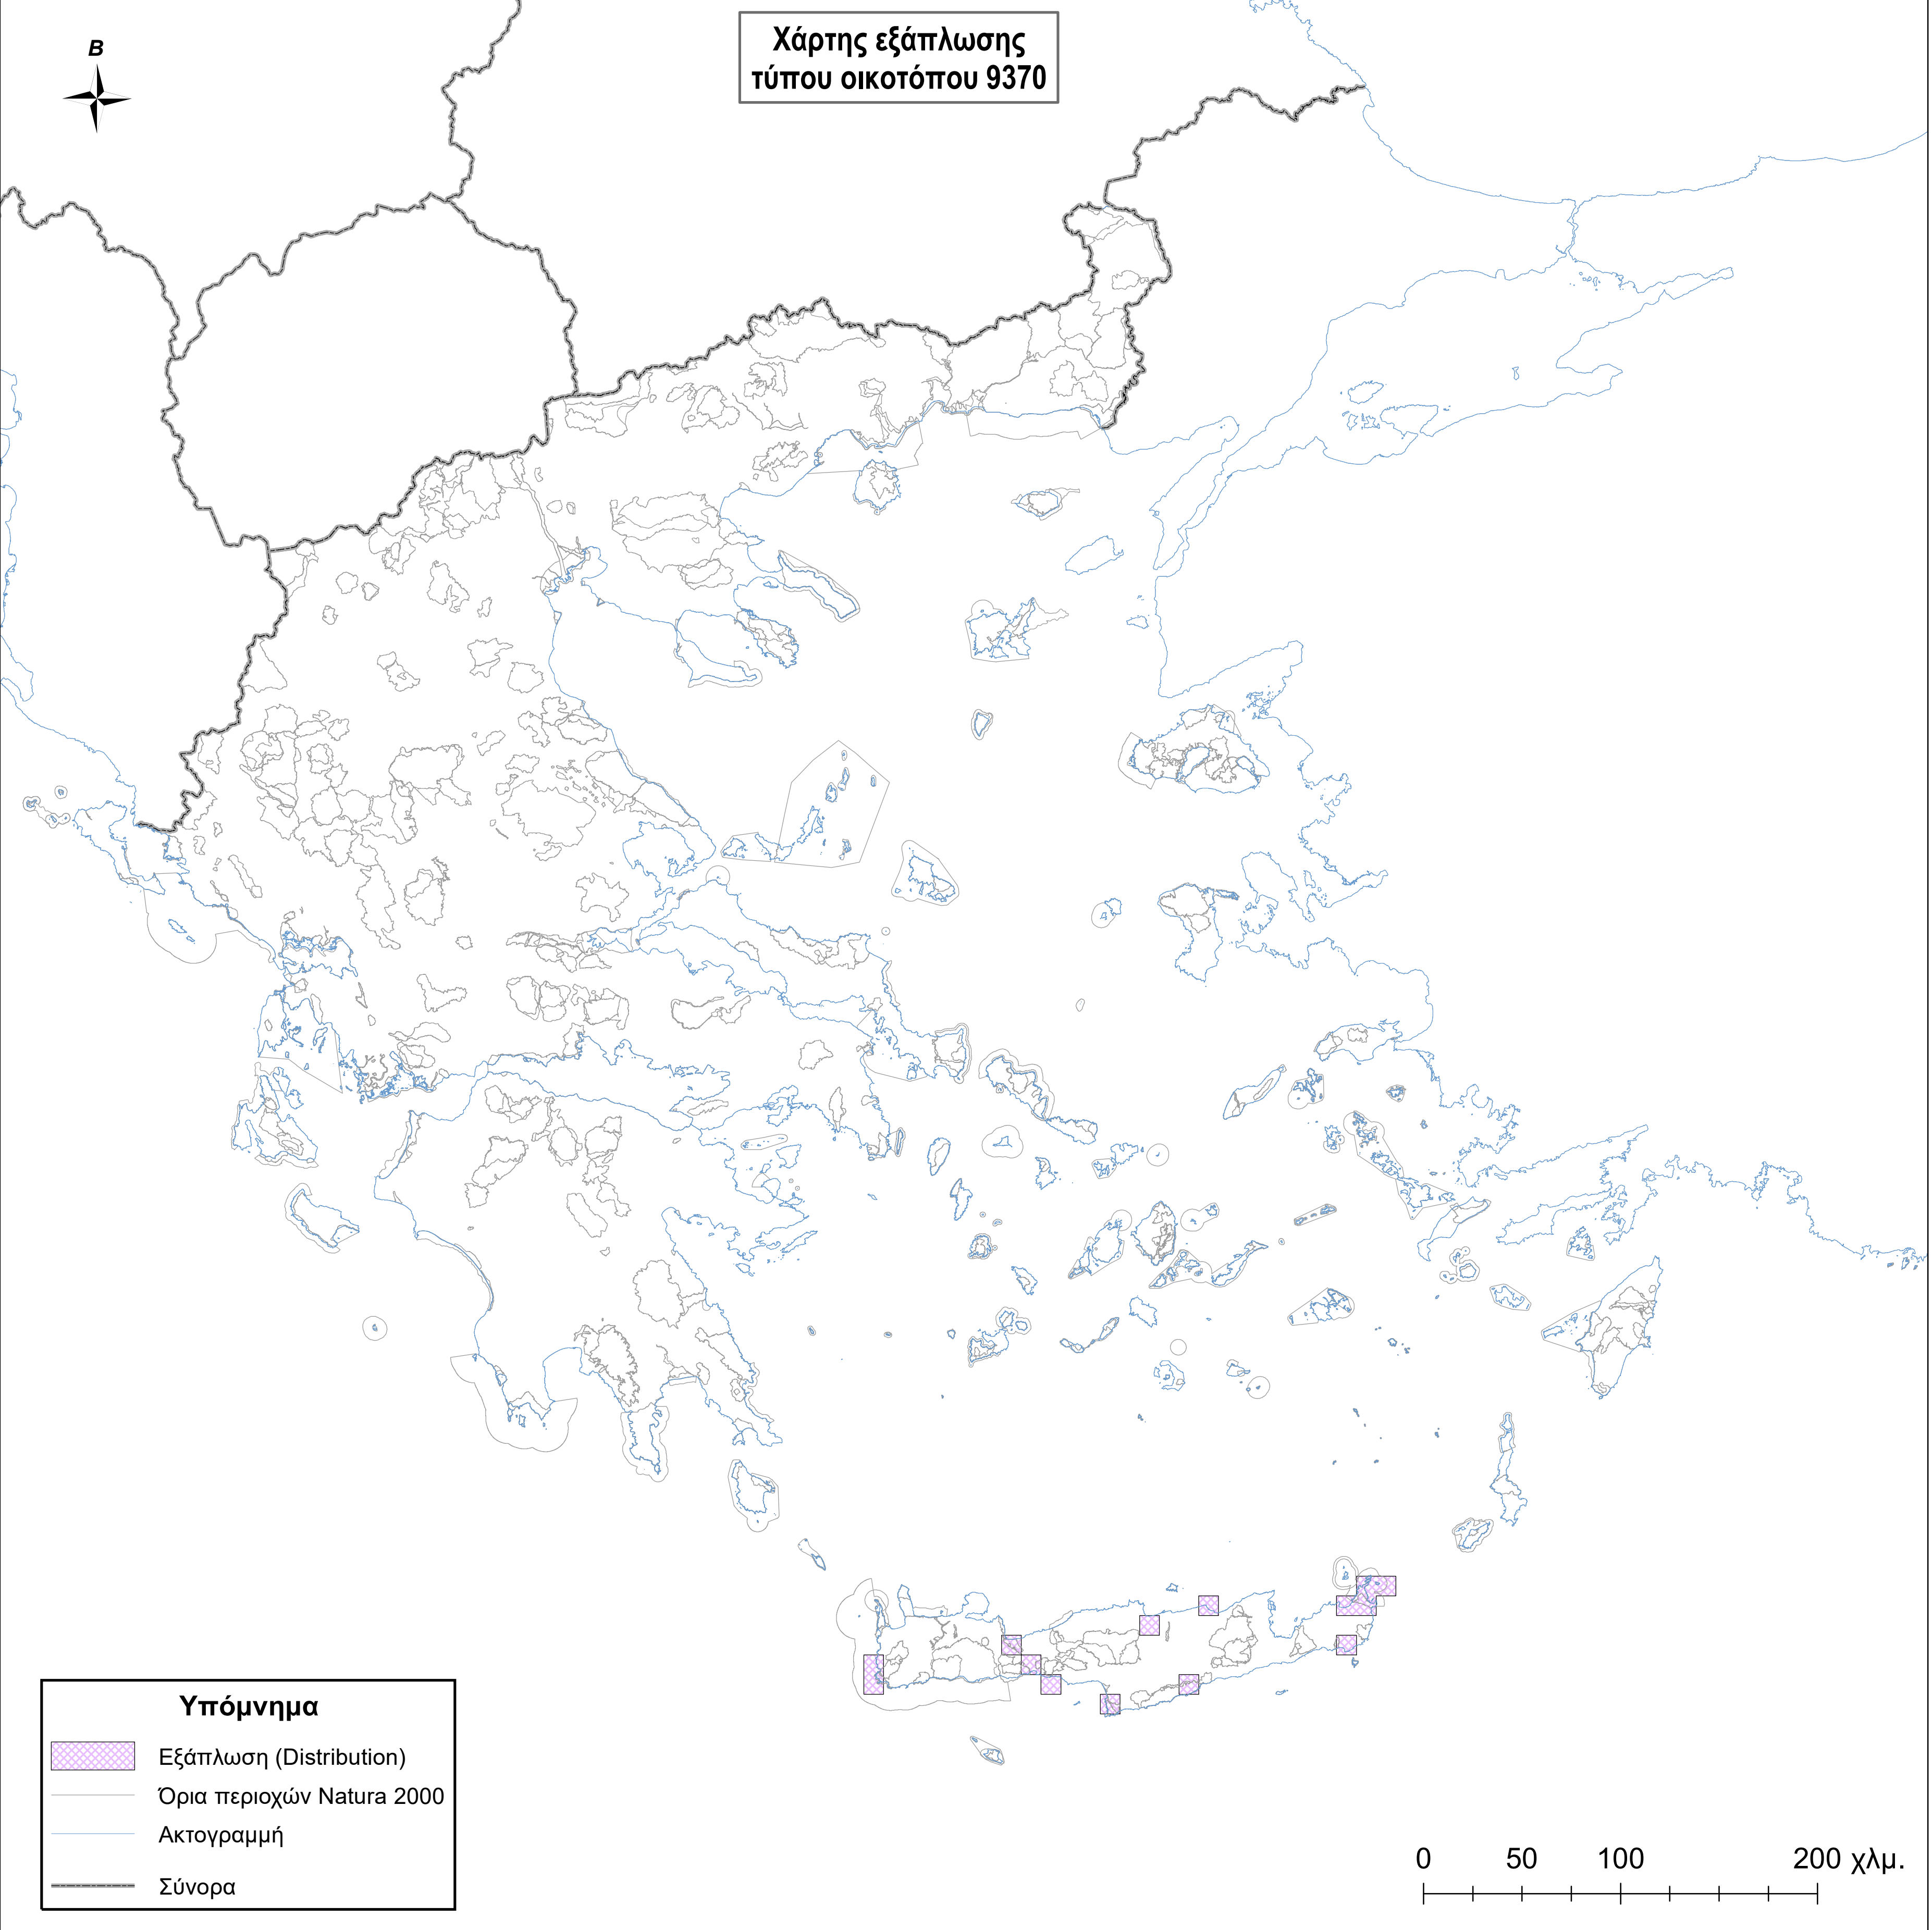 Β
Χάρτης εξάπλωσης
τύπου οικοτόπου 9370
Υπόμνημα
Εξάπλωση (Distribution)
Όρια περιοχών Natura 2000
Ακτογραμμή
Σύνορα
0 50 100 200 χλμ.